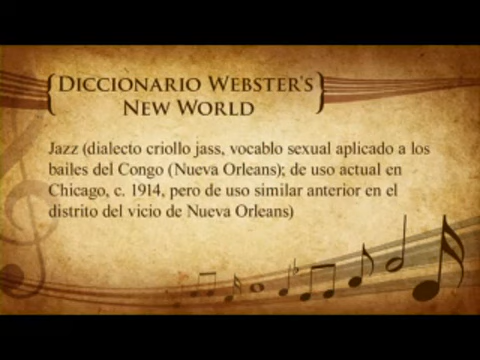 {DICCIONARIO WEBSTER'S}
NEW WORLD
Jazz (dialecto criollo jass, vocablo sexual aplicado a los
bailes del Congo (Nueva Orleans); de uso actual en
Chicago, c. 1914, pero de uso similar anterior en el
distrito del vicio de Nueva Orleans)